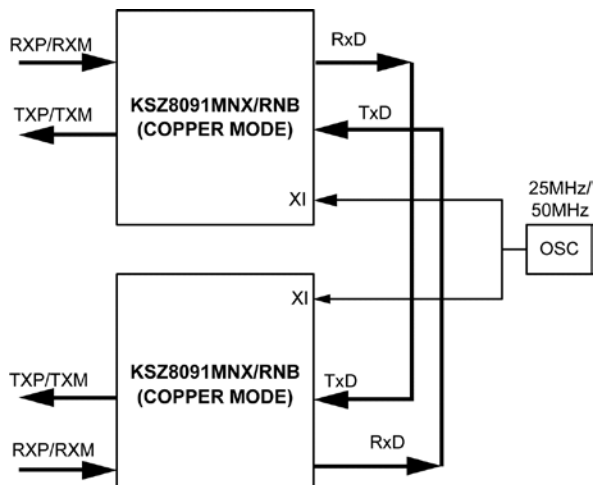 RXP/RXM
RxD
KSZ8091MNX/RNB
(COPPER MODE)
TXP/TXM
TxD
XI
25MHz/
50MHz
OSC
XI
KSZ8091MNX/RNB
(COPPER MODE)
TXP/TXM
TxD
RXP/RXM
RxD